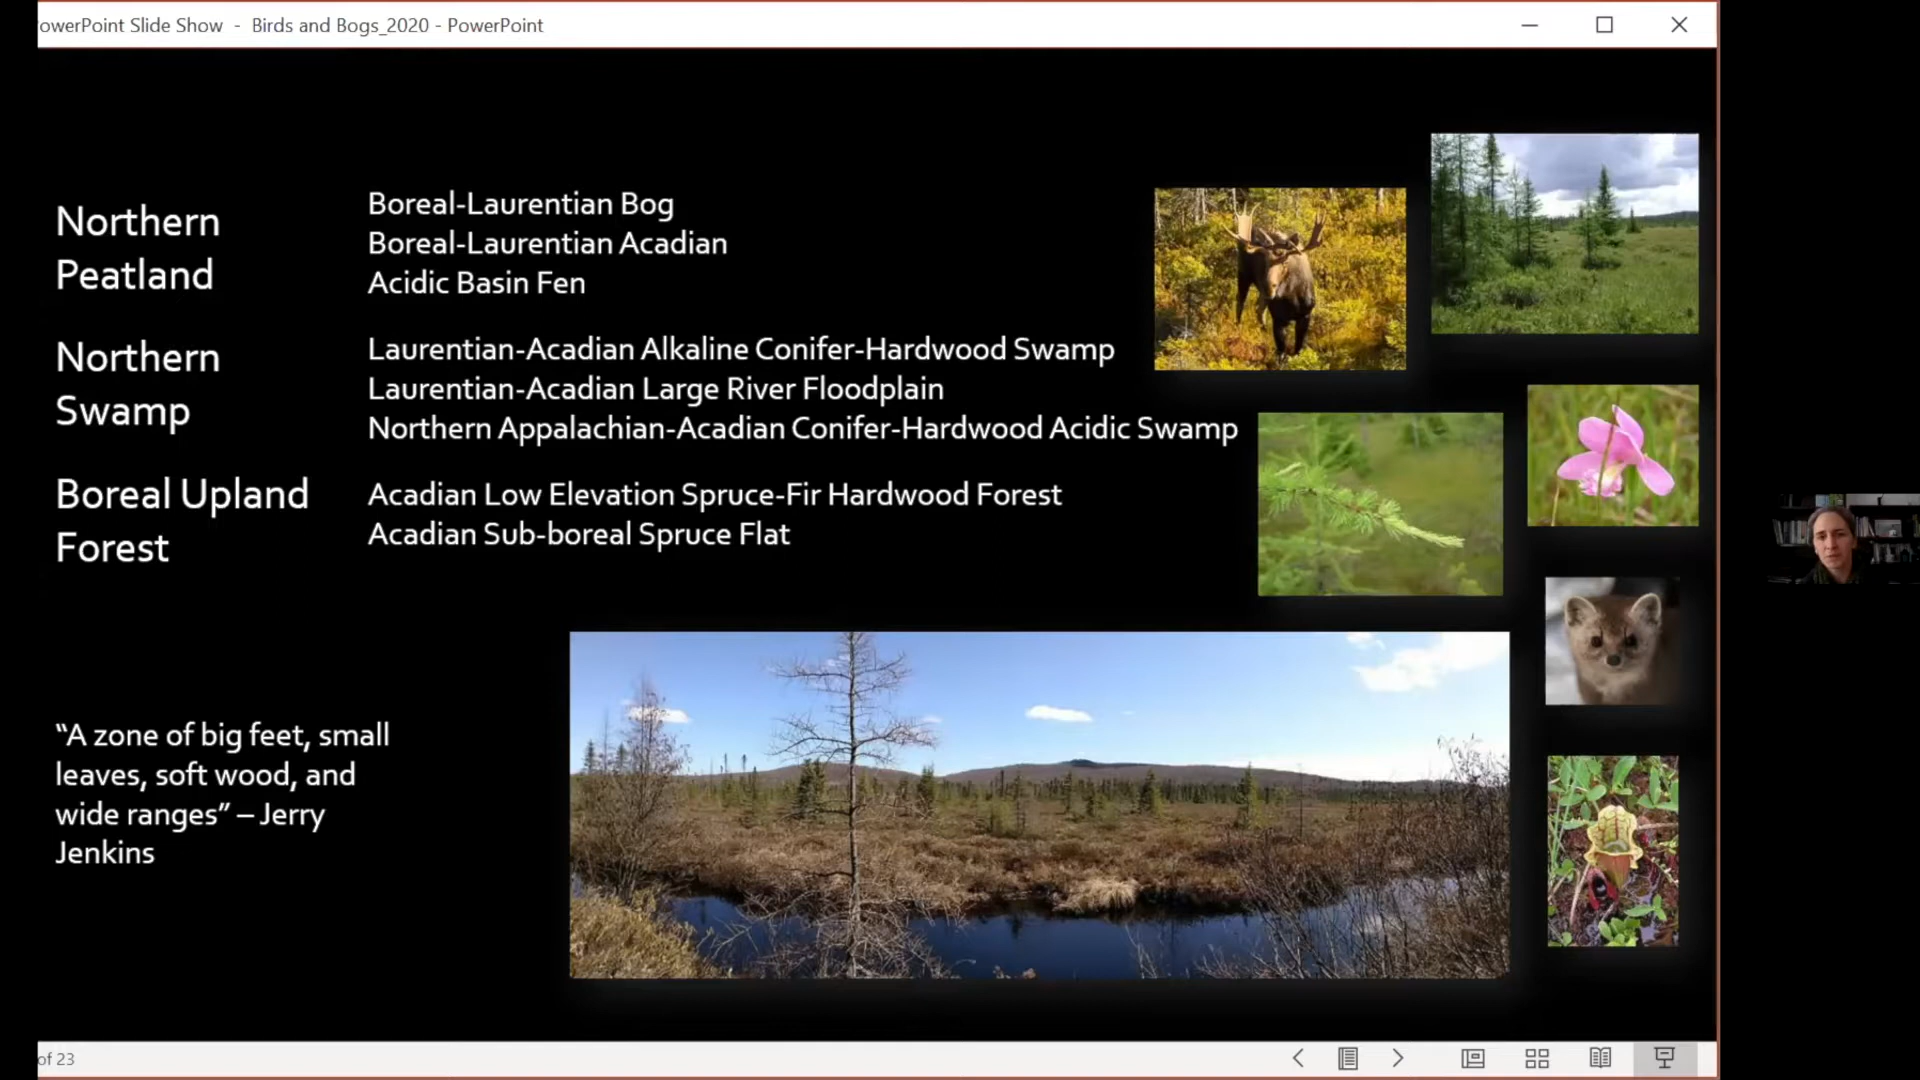 owerPoint Slide Show - Birds and Bogs_2020 - PowerPoint
Northern
Peatland
Boreal-Laurentian Bog
Boreal-Laurentian Acadian
Acidic Basin Fen
Northern
Swamp
Laurentian-Acadian Alkaline Conifer-Hardwood Swamp
Laurentian-Acadian Large River Floodplain
Northern Appalachian-Acadian Conifer-Hardwood Acidic Swamp
Boreal Upland
Forest
Acadian Low Elevation Spruce-Fir Hardwood Forest
Acadian Sub-boreal Spruce Flat
“A zone of big feet, small
leaves, soft wood, and
wide ranges” – Jerry
Jenkins
of 23